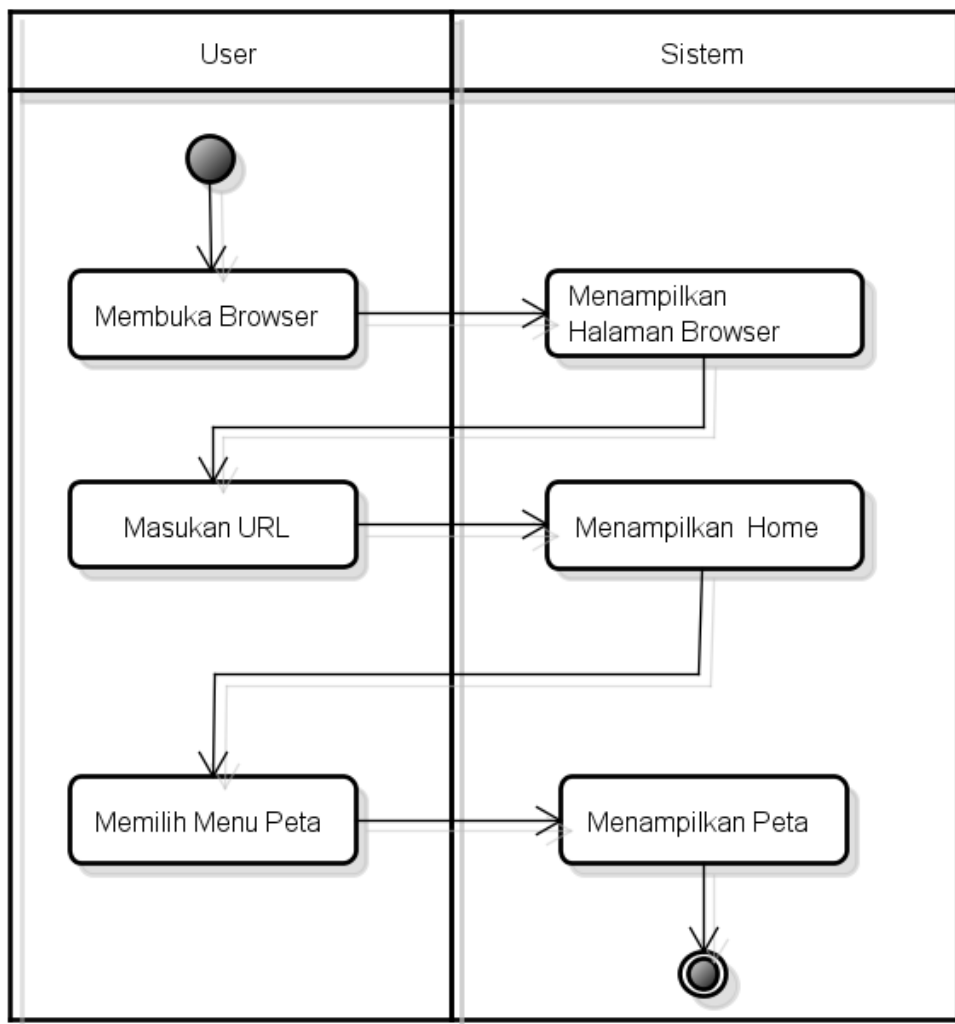 User
Sistem
Membuka Browser
Menampilkan
Halaman Browser
Masukan URL
Menampilkan  Home
Memilih Menu Peta
Menampilkan Peta